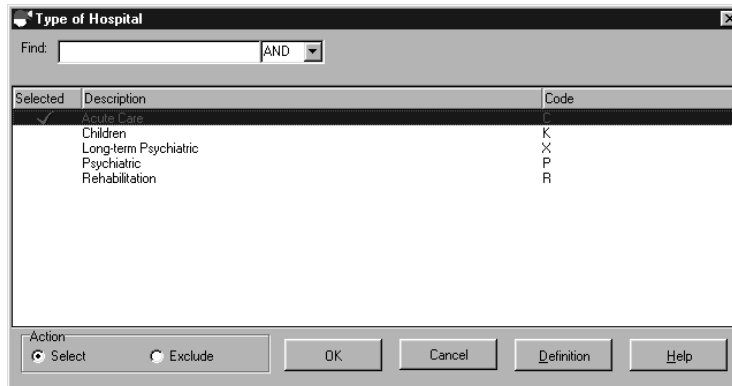 Type of Hospital
Find: AND
Selected Description Code
Acute Care C
Children K
Long-term Psychiatric X
Psychiatric P
Rehabilitation R
Action
Select Exclude OK Cancel Definition Help